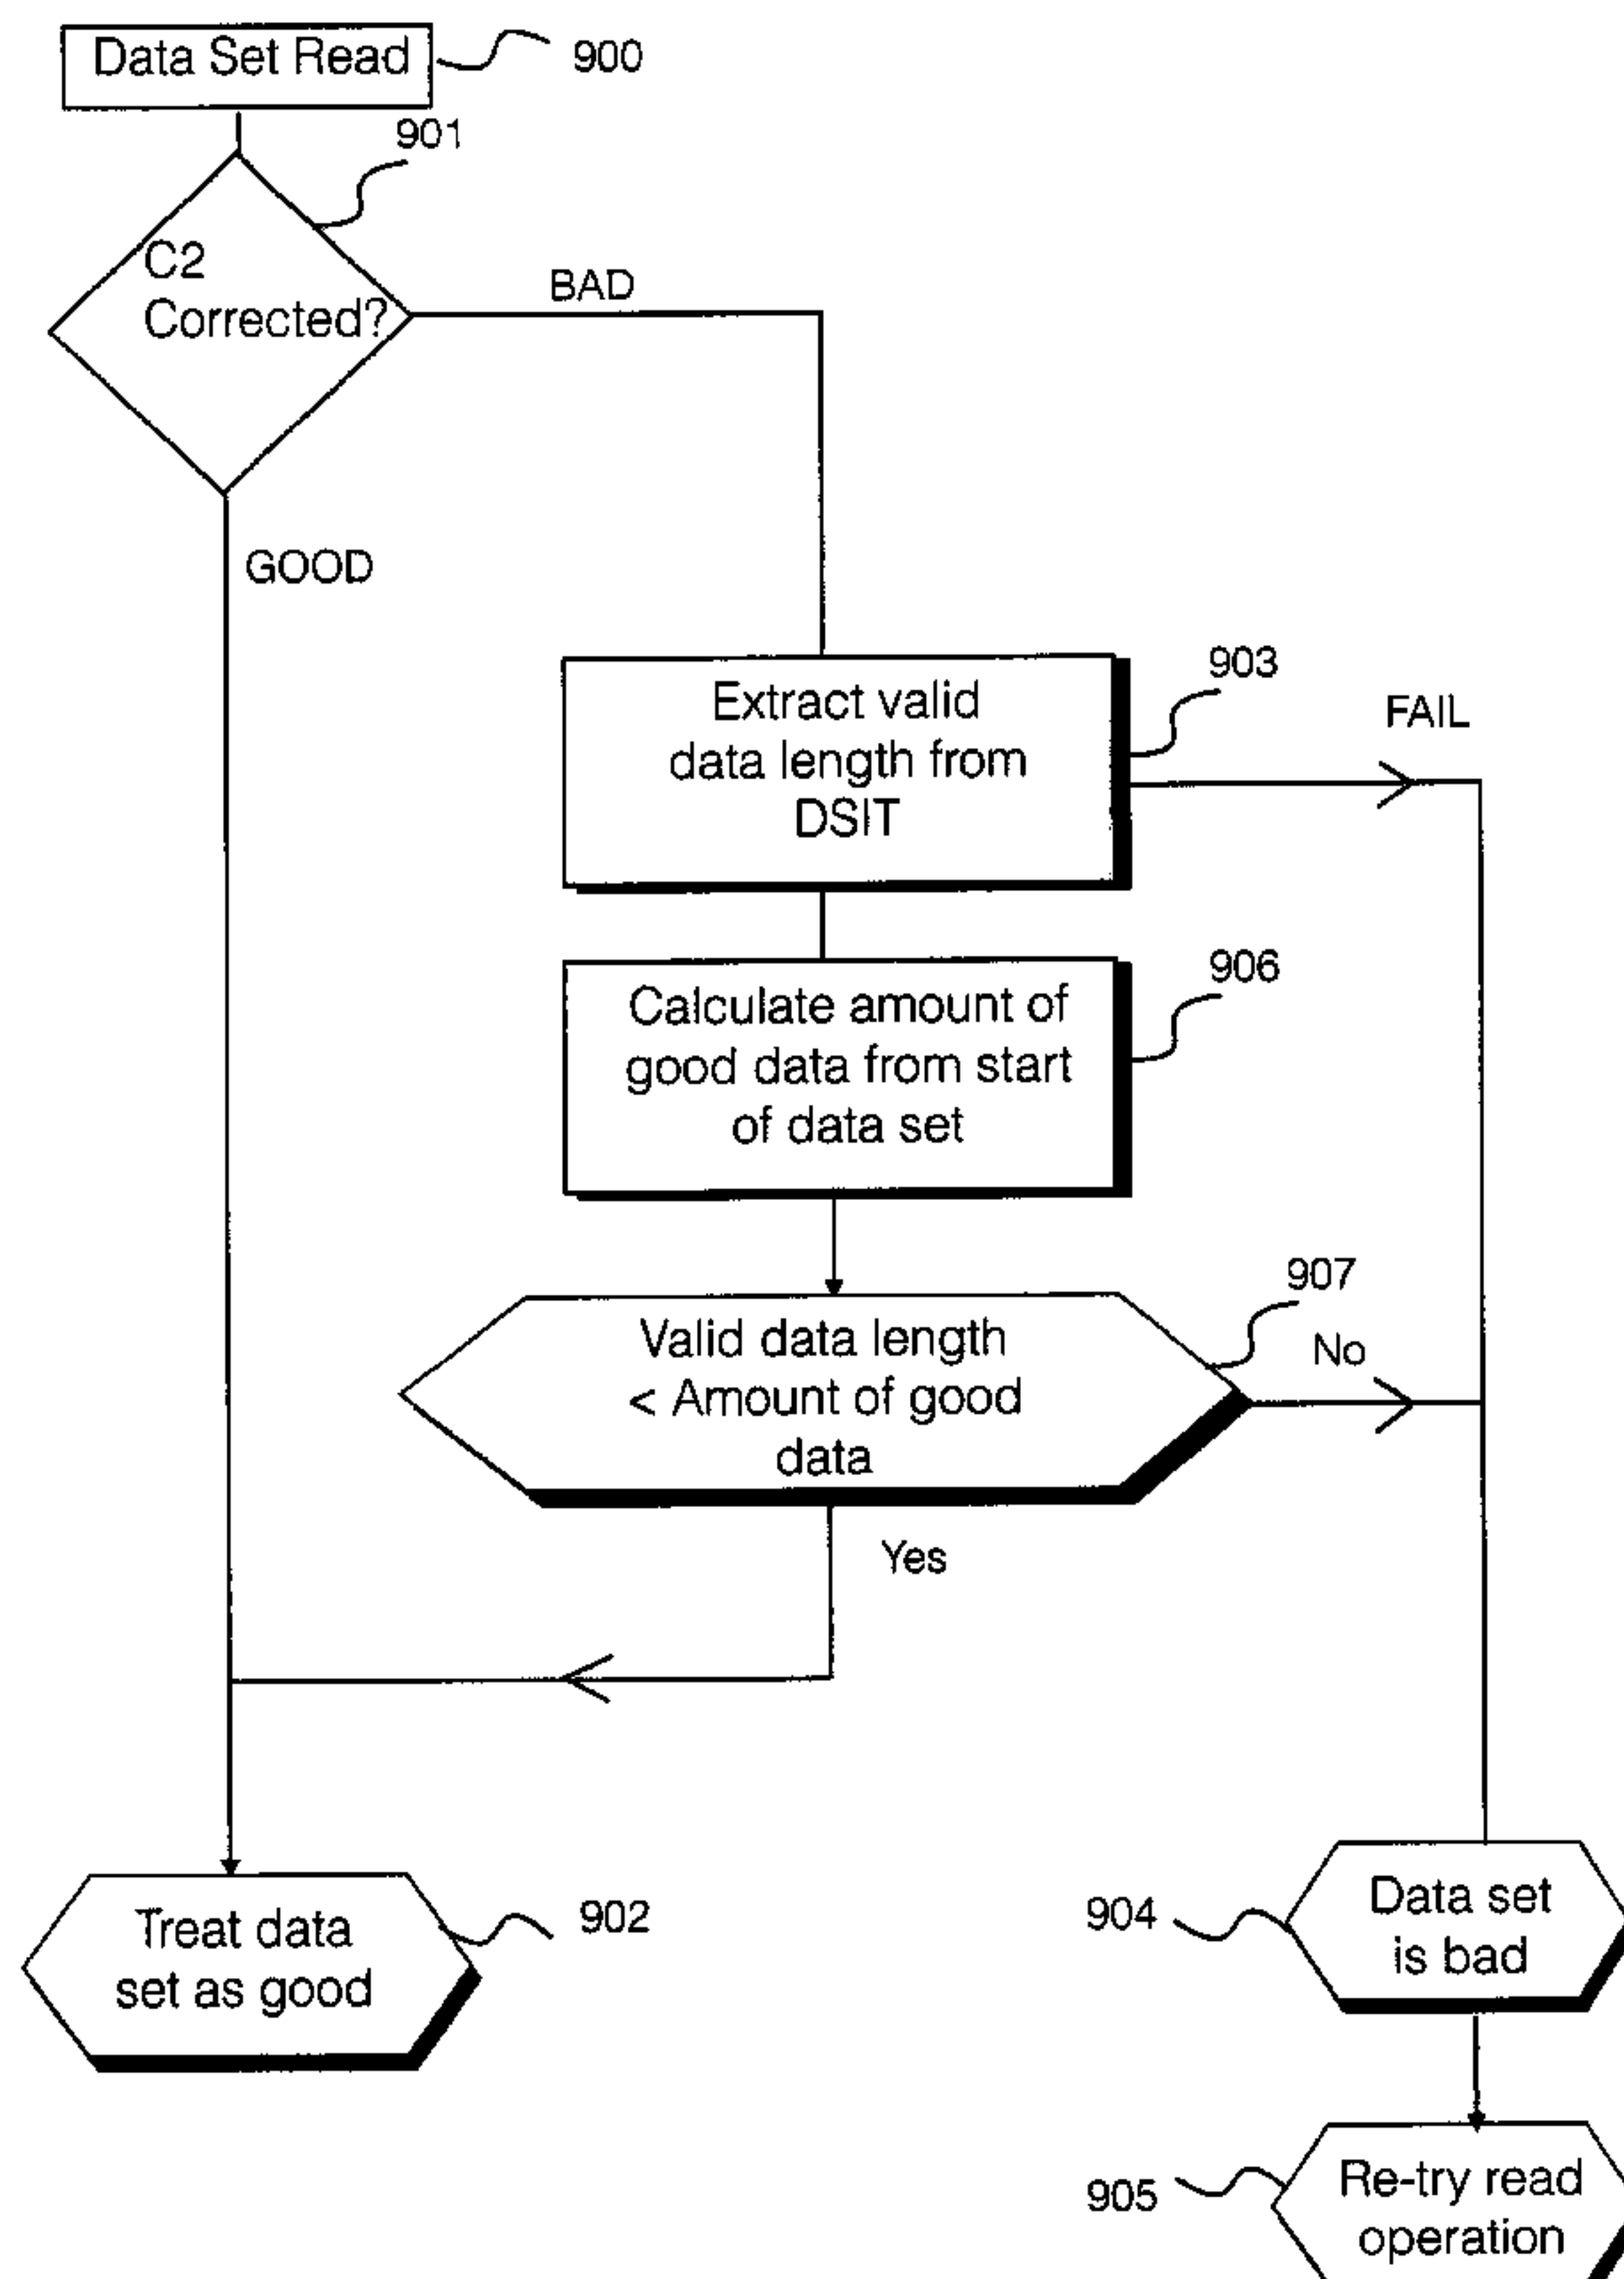 Data Set Read
900
901
C2
Corrected?
BAD
GOOD
Extract valid
data length from
DSIT
903
FAIL
Calculate amount of
good data from start
of data set
906
Valid data length
< Amount of good
data
907
No
Yes
Treat data
set as good
902
904
Data set
is bad
905
Re-try read
operation